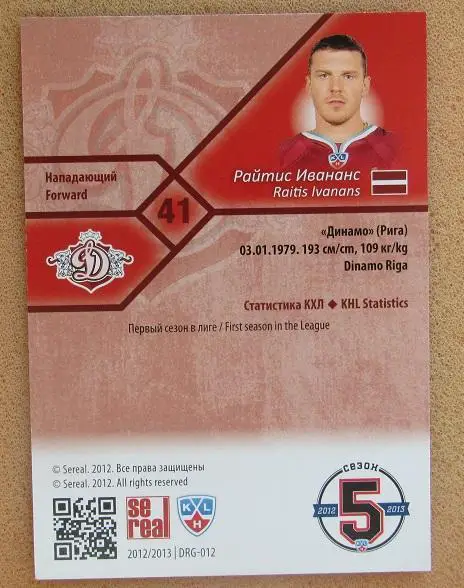 Нападающий
Forward
41
Райтис Ивананс
Raitis Ivanans
«Динамо» (Рига)
03.01.1979. 193 см/cm, 109 кг/kg
Dinamo Riga
Статистика КХЛ ◆ KHL Statistics
Первый сезон в лиге / First season in the League
© Sereal. 2012. Все права защищены
© Sereal. 2012. All rights reserved
se
real
KHL
2012/2013 | DRG-012
СЕЗОН
2012
5
2013